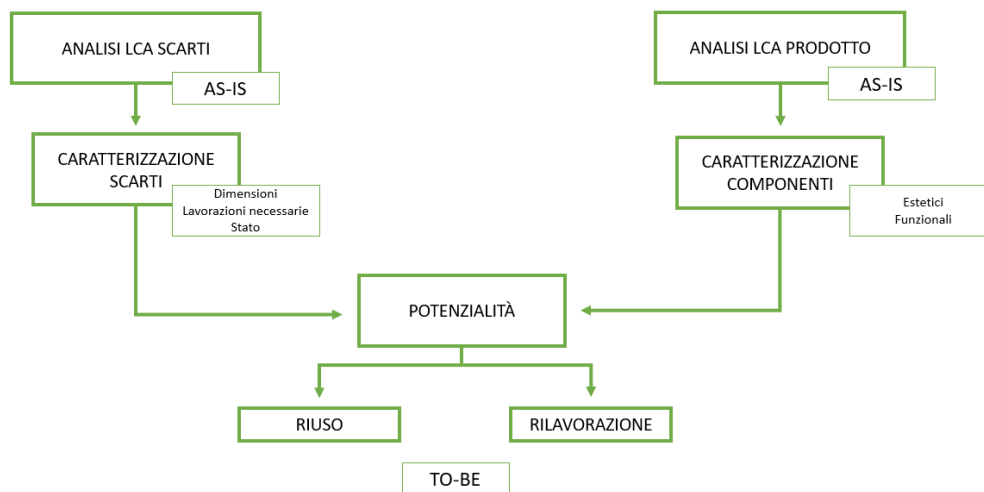 ANALISI LCA SCARTI
AS-IS
ANALISI LCA PRODOTTO
AS-IS
CARATTERIZZAZIONE
SCARTI
Dimensioni
Lavorazioni necessarie
Stato
CARATTERIZZAZIONE
COMPONENTI
Estetici
Funzionali
POTENZIALITÀ
RIUSO
RILAVORAZIONE
TO-BE